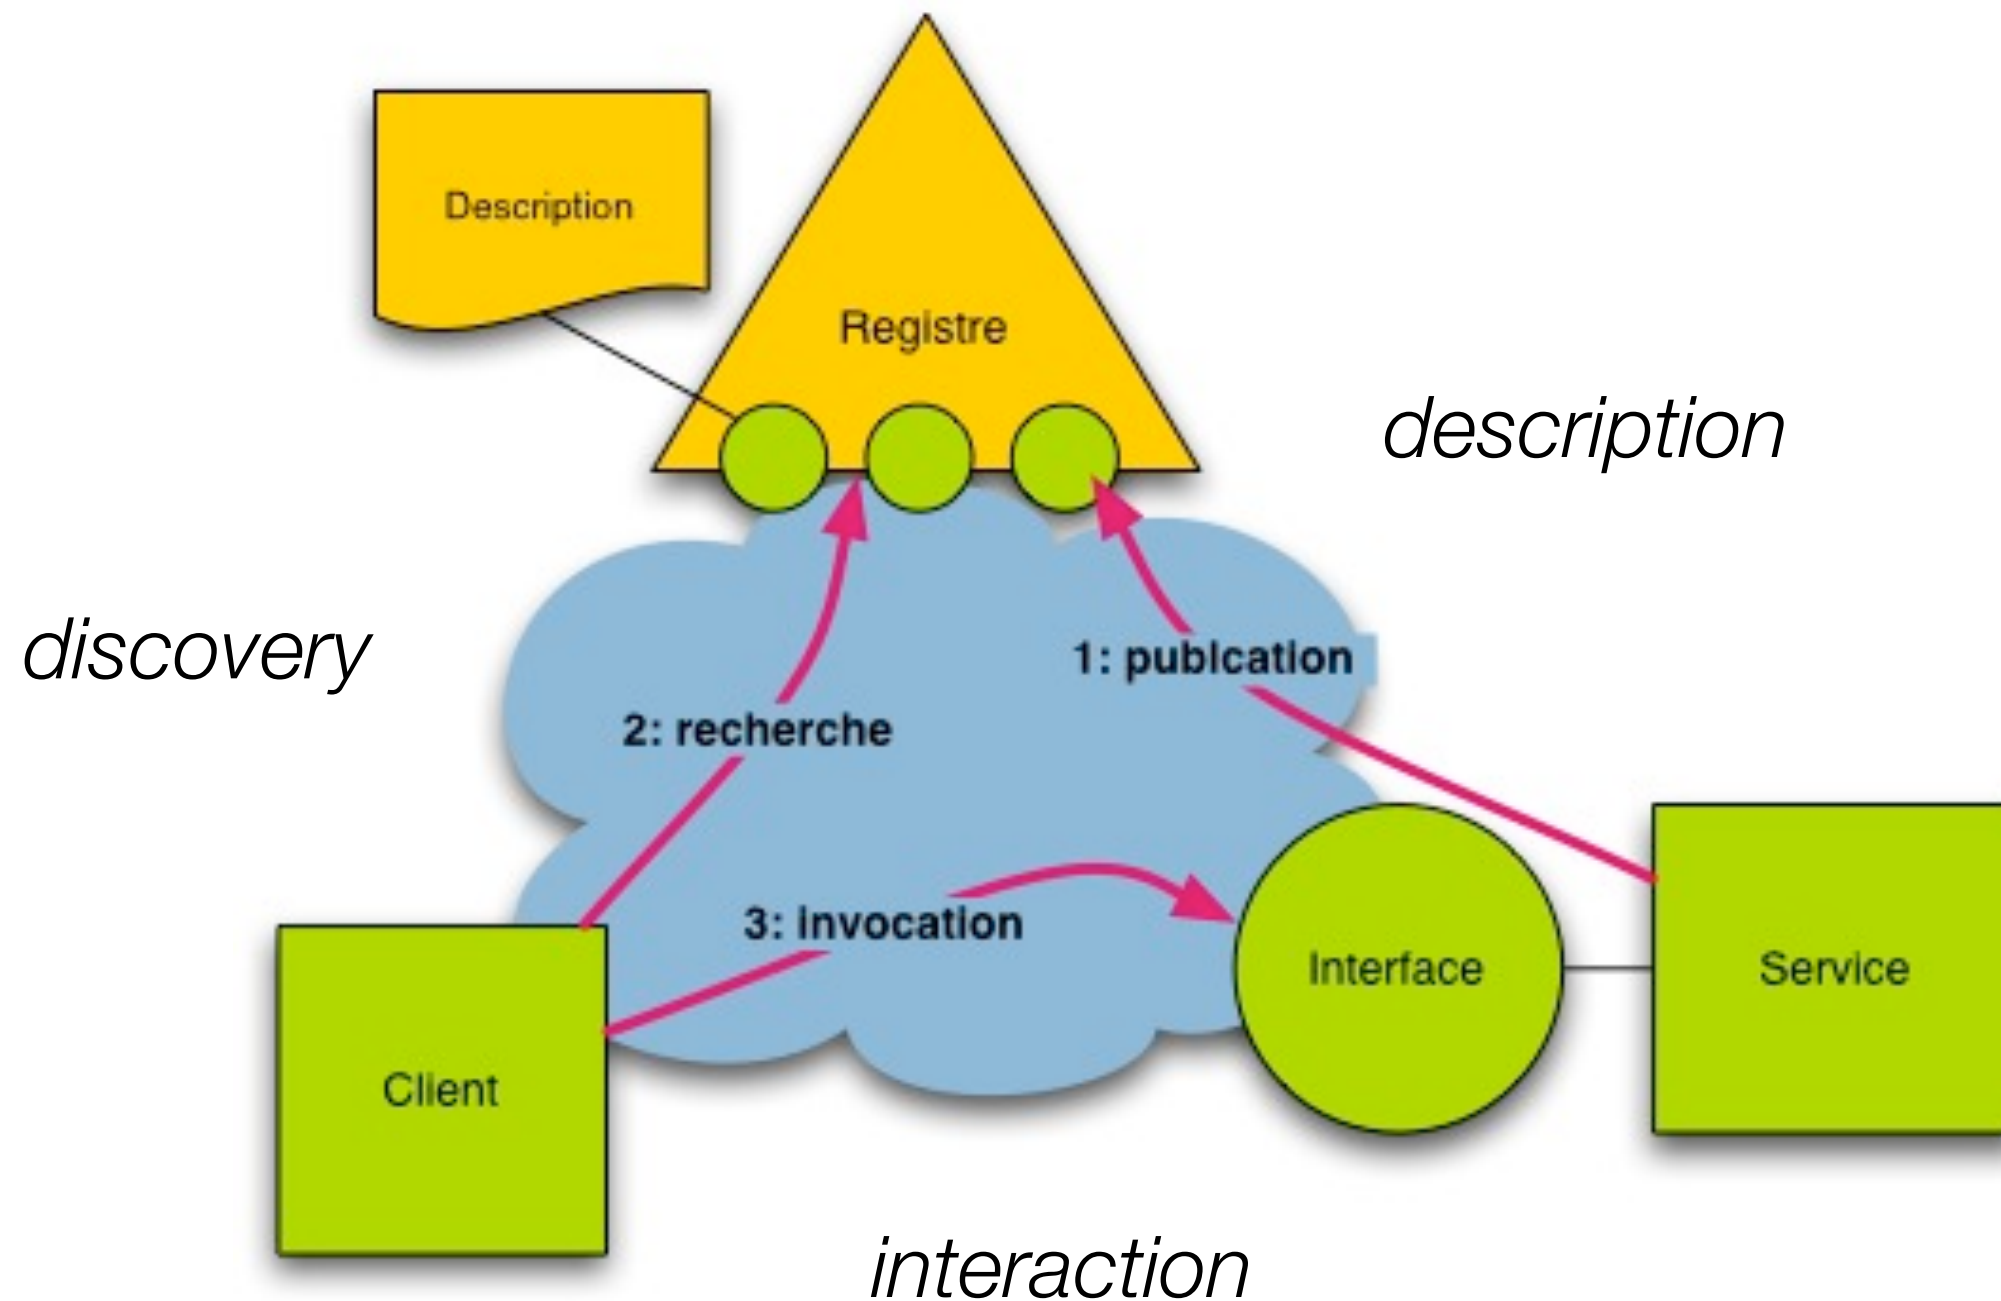 Description
Registre
description
discovery
1: publcation
2: recherche
3: invocation
Interface
Service
Client
interaction